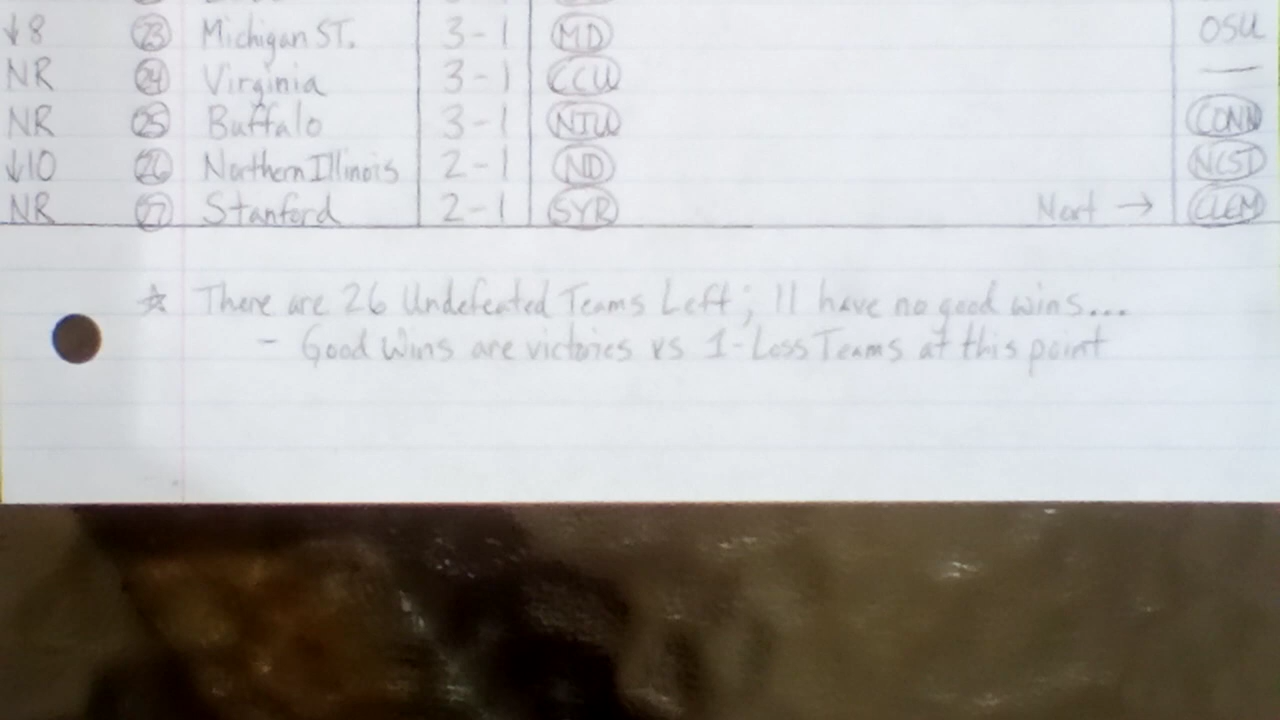 ↓8 23 Michigan ST. 3-1 MD OSU
NR 24 Virginia 3-1 CCU —
NR 25 Buffalo 3-1 NIU CONN
↓10 26 Northern Illinois 2-1 ND NCST
NR 27 Stanford 2-1 SYR Next → CLEM
☆ There are 26 Undefeated Teams Left; 11 have no good wins...
- Good Wins are victories vs 1-Loss Teams at this point